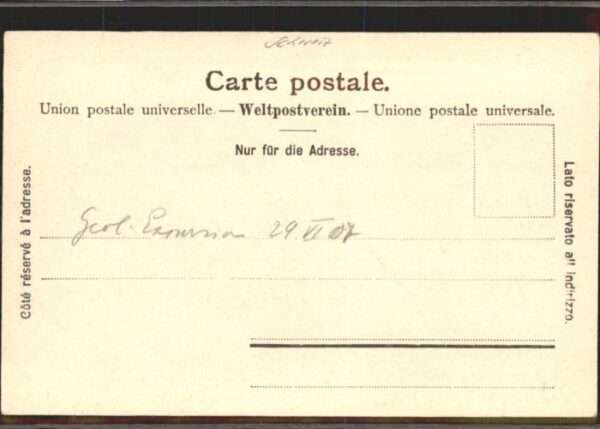 Schweiz
Carte postale.
Union postale universelle. — Weltpostverein. — Unione postale universale.
Nur für die Adresse.
Côté réservé à l'adresse.
Lato riservato all' indirizzo.
Geol. Exkursion 29 VI 07